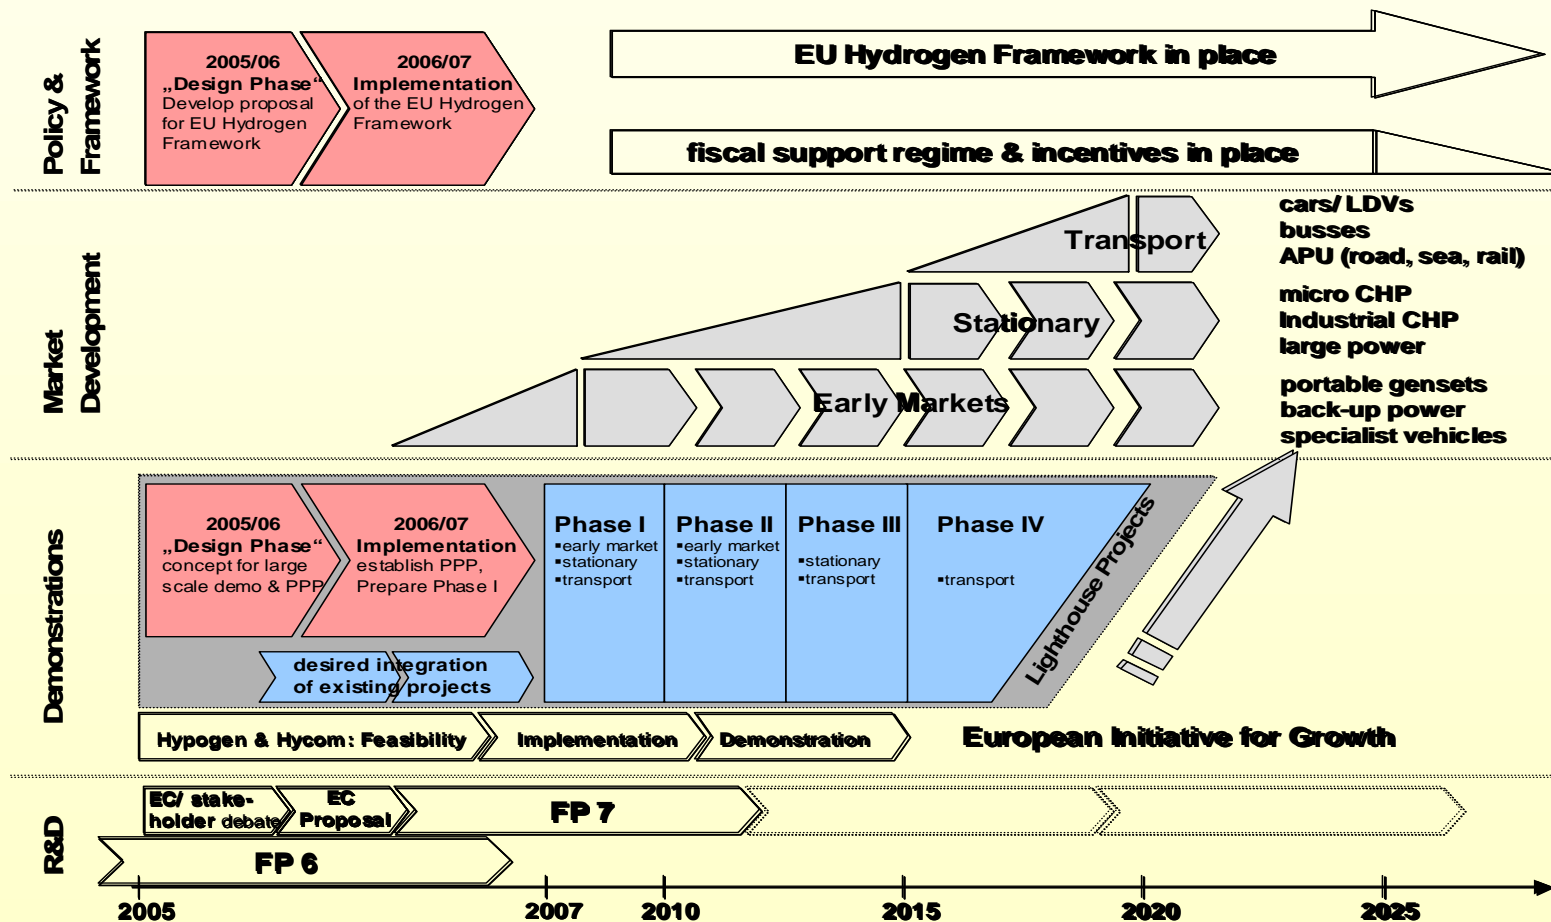 Policy &
Framework
2005/06
„Design Phase“
Develop proposal
for EU Hydrogen
Framework
2006/07
Implementation
of the EU Hydrogen
Framework
EU Hydrogen Framework in place
fiscal support regime & incentives in place
Market
Development
Transport
cars/ LDVs
busses
APU (road, sea, rail)
Stationary
micro CHP
Industrial CHP
large power
Early Markets
portable gensets
back-up power
specialist vehicles
Demonstrations
2005/06
„Design Phase“
concept for large
scale demo & PPP
2006/07
Implementation
establish PPP,
Prepare Phase I
Phase I
▪early market
▪stationary
▪transport
Phase II
▪early market
▪stationary
▪transport
Phase III
▪stationary
▪transport
Phase IV
▪transport
Lighthouse Projects
desired integration
of existing projects
Hypogen & Hycom: Feasibility
Implementation
Demonstration
European Initiative for Growth
R&D
EC/ stake-
holder debate
EC
Proposal
FP 7
FP 6
2005
2007
2010
2015
2020
2025